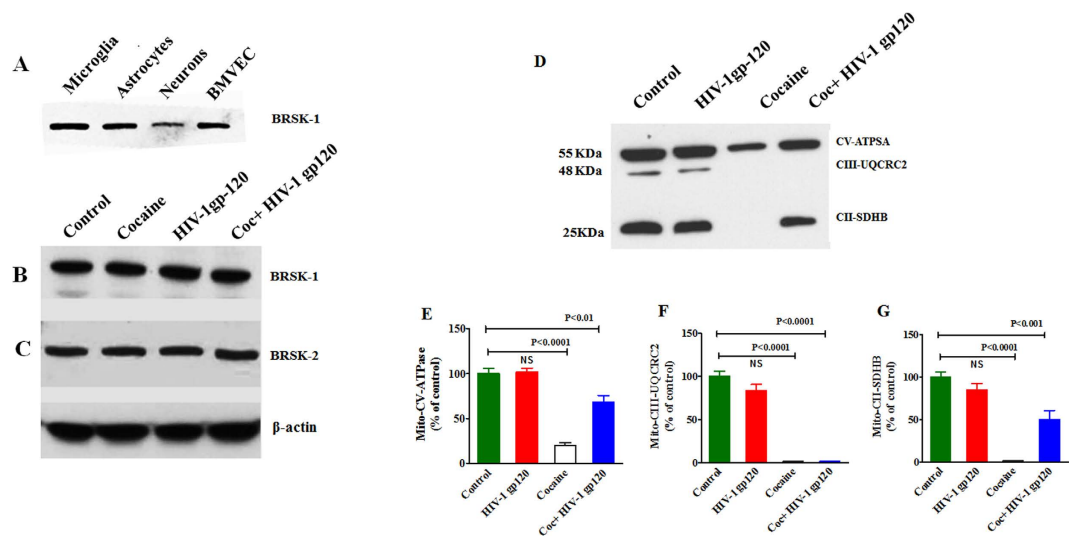 A
Microglia
Astrocytes
Neurons
BMVEC
BRSK-1
Control
Cocaine
HIV-1gp-120
Coc+ HIV-1 gp120
B
BRSK-1
C
BRSK-2
β-actin
D
Control
HIV-1gp-120
Cocaine
Coc+ HIV-1 gp120
55 KDa
48 KDa
25KDa
CV-ATPSA
CIII-UQCRC2
CII-SDHB
E
P<0.01
P<0.0001
NS
150
100
50
0
Mito-CV-ATPase
(% of control)
Control
HIV-1 gp120
Cocaine
Coc+ HIV-1 gp120
F
P<0.0001
P<0.0001
NS
150
100
50
0
Mito-CIII-UQCRC2
(% of control)
Control
HIV-1 gp120
Cocaine
Coc+ HIV-1 gp120
G
P<0.001
P<0.0001
NS
150
100
50
0
Mito-CII-SDHB
(% of control)
Control
HIV-1 gp120
Cocaine
Coc+ HIV-1 gp120